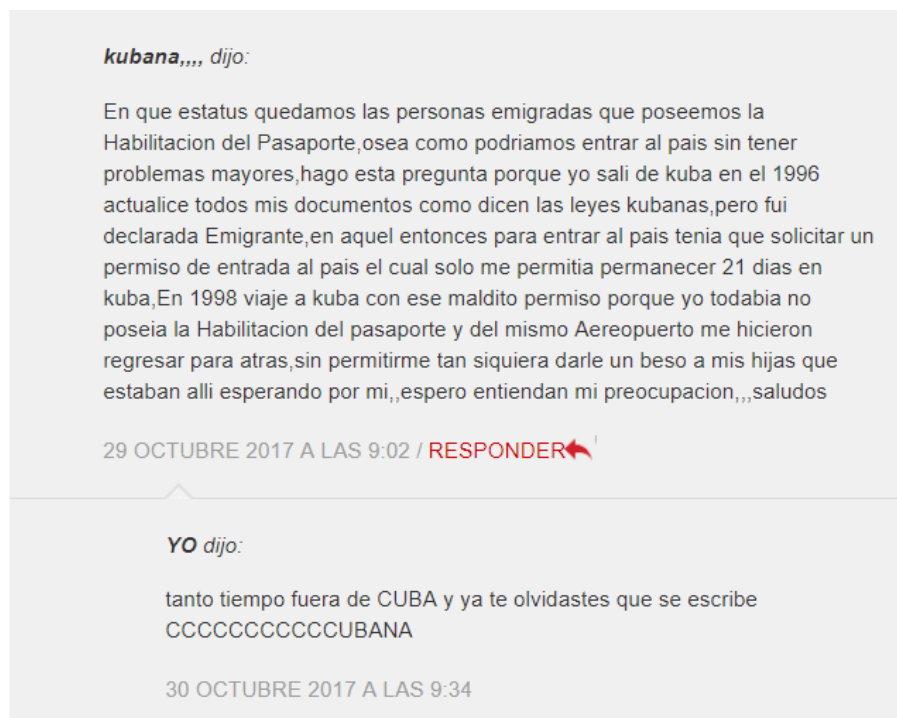 kubana,,,, dijo:
En que estatus quedamos las personas emigradas que poseemos la
Habilitacion del Pasaporte,osea como podriamos entrar al pais sin tener
problemas mayores,hago esta pregunta porque yo sali de kuba en el 1996
actualice todos mis documentos como dicen las leyes kubanas,pero fui
declarada Emigrante,en aquel entonces para entrar al pais tenia que solicitar un
permiso de entrada al pais el cual solo me permitia permanecer 21 dias en
kuba,En 1998 viaje a kuba con ese maldito permiso porque yo todabia no
poseia la Habilitacion del pasaporte y del mismo Aereopuerto me hicieron
regresar para atras,sin permitirme tan siquiera darle un beso a mis hijas que
estaban alli esperando por mi,,espero entiendan mi preocupacion,,,saludos
29 OCTUBRE 2017 A LAS 9:02 / RESPONDER
YO dijo:
tanto tiempo fuera de CUBA y ya te olvidastes que se escribe
CCCCCCCCCCCUBANA
30 OCTUBRE 2017 A LAS 9:34